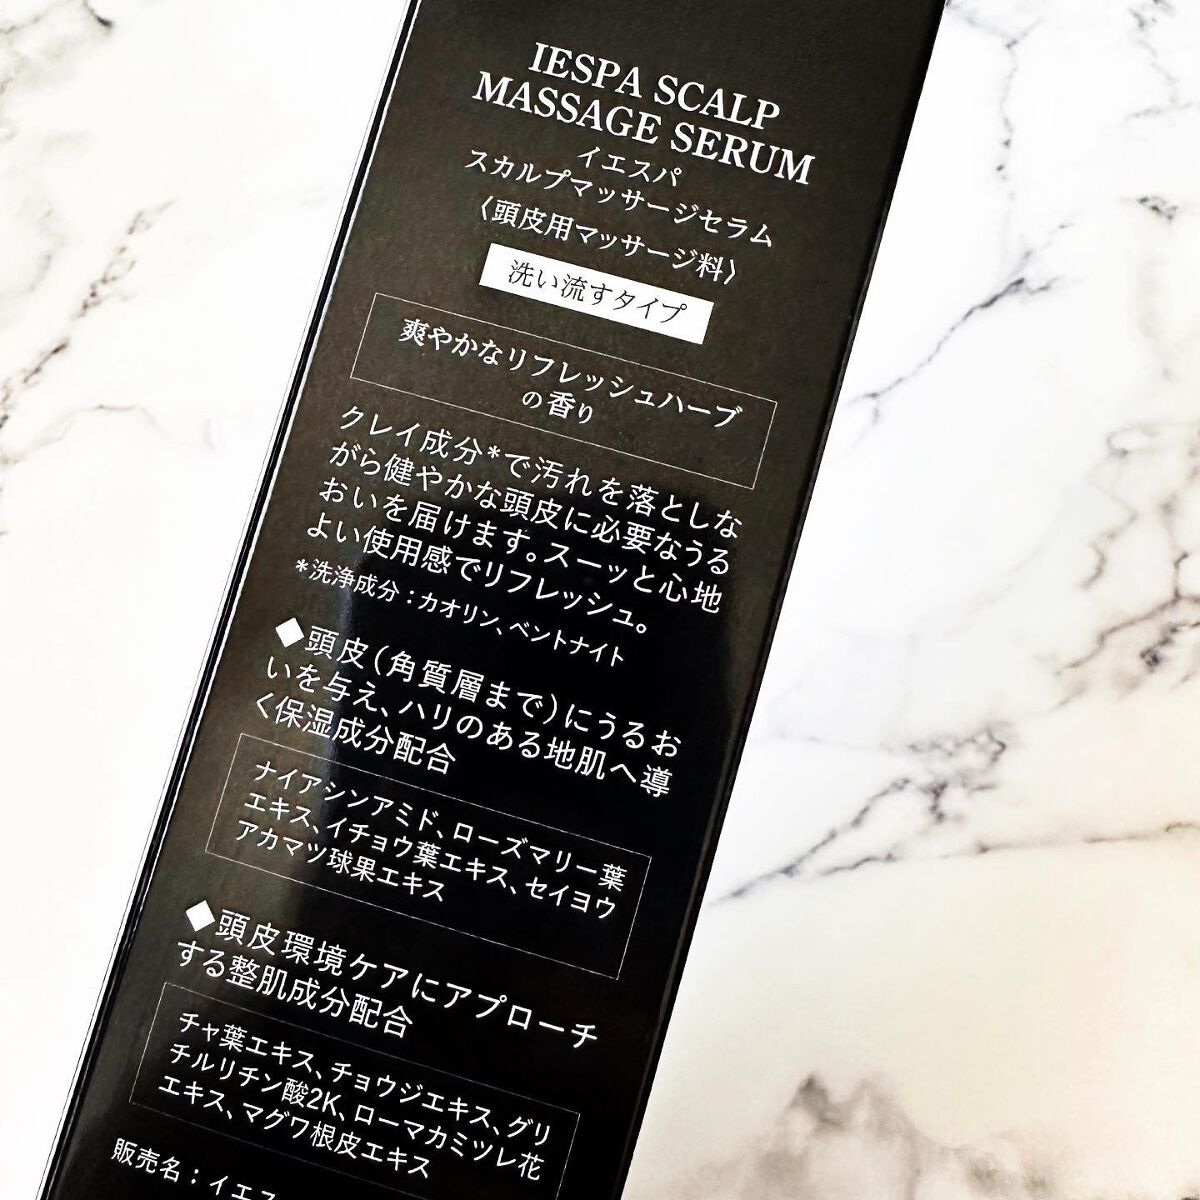 IESPA SCALP
MASSAGE SERUM
イエスパ
スカルプマッサージセラム
〈頭皮用マッサージ料〉
洗い流すタイプ
爽やかなリフレッシュハーブ
の香り
クレイ成分*で汚れを落としな
がら健やかな頭皮に必要なうる
おいを届けます。スーッと心地
よい使用感でリフレッシュ。
*洗浄成分：カオリン、ベントナイト
◆頭皮(角質層まで)にうるお
いを与え、ハリのある地肌へ導
く保湿成分配合
ナイアシンアミド、ローズマリー葉
エキス、イチョウ葉エキス、セイヨウ
アカマツ球果エキス
◆頭皮環境ケアにアプローチ
する整肌成分配合
チャ葉エキス、チョウジエキス、グリ
チルリチン酸2K、ローマカミツレ花
エキス、マグワ根皮エキス
販売名：イエス